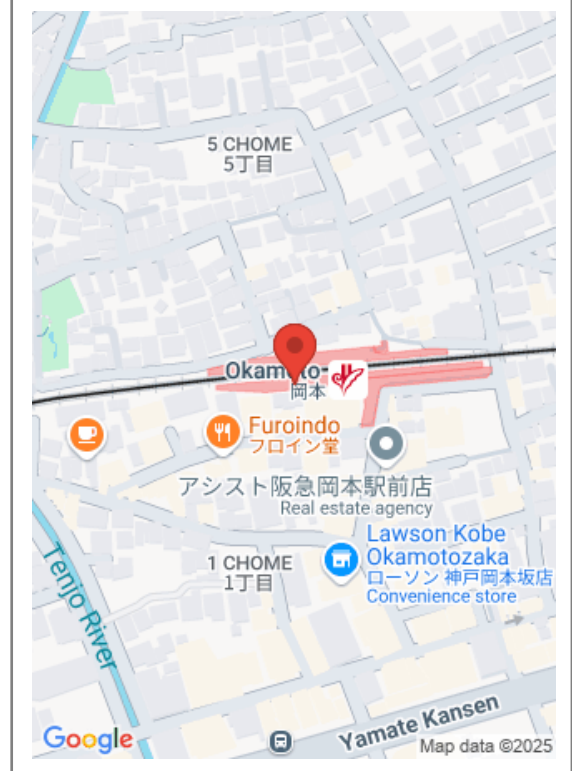 5 CHOME
5丁目
Okamoto
岡本
Furoindo
フロイン堂
アシスト阪急岡本駅前店
Real estate agency
Lawson Kobe
Okamotozaka
ローソン 神戸岡本坂店
Convenience store
1 CHOME
1丁目
Tenjo River
Yamate Kansen
Google
Map data ©2025